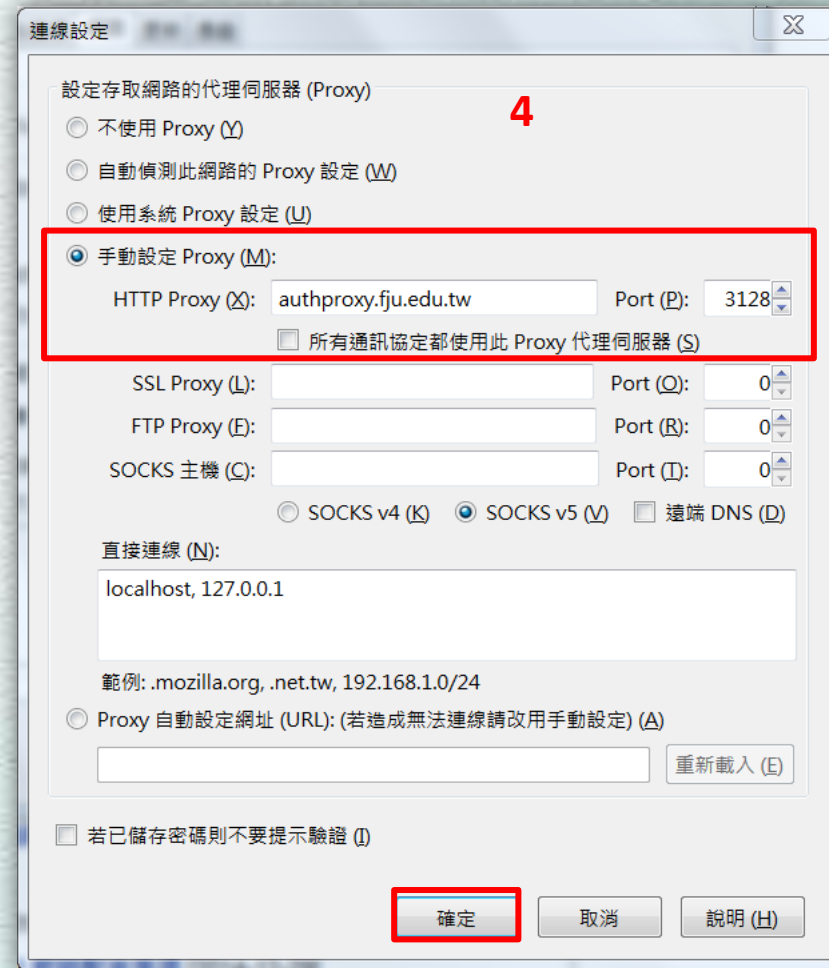 連線設定
設定存取網路的代理伺服器 (Proxy)
4
不使用 Proxy (Y)
自動偵測此網路的 Proxy 設定 (W)
使用系統 Proxy 設定 (U)
手動設定 Proxy (M):
HTTP Proxy (X): authproxy.fju.edu.tw Port (P): 3128
所有通訊協定都使用此 Proxy 代理伺服器 (S)
SSL Proxy (L): Port (O): 0
FTP Proxy (F): Port (R): 0
SOCKS 主機 (C): Port (T): 0
SOCKS v4 (K) SOCKS v5 (V) 遠端 DNS (D)
直接連線 (N):
localhost, 127.0.0.1
範例: .mozilla.org, .net.tw, 192.168.1.0/24
Proxy 自動設定網址 (URL): (若造成無法連線請改用手動設定) (A)
重新載入 (E)
若已儲存密碼則不要提示驗證 (I)
確定 取消 說明 (H)